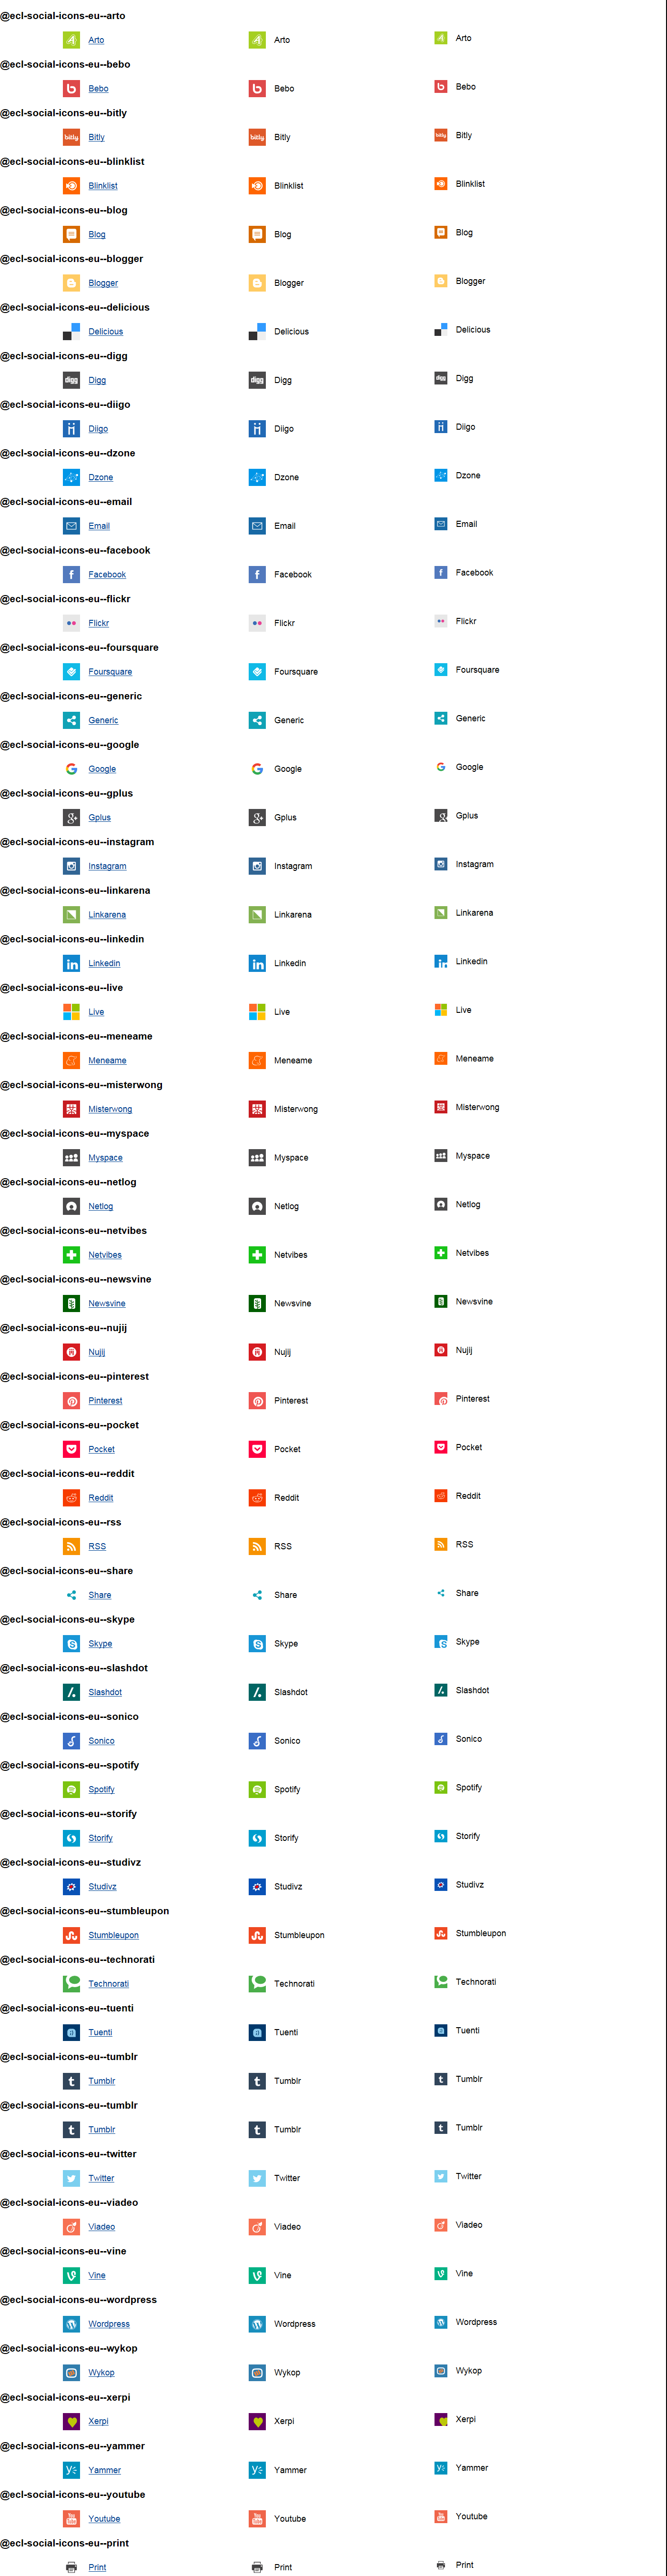 @ecl-social-icons-eu--arto
Arto Arto Arto
@ecl-social-icons-eu--bebo
Bebo Bebo Bebo
@ecl-social-icons-eu--bitly
bitly Bitly bitly Bitly bitly Bitly
@ecl-social-icons-eu--blinklist
Blinklist Blinklist Blinklist
@ecl-social-icons-eu--blog
Blog Blog Blog
@ecl-social-icons-eu--blogger
Blogger Blogger Blogger
@ecl-social-icons-eu--delicious
Delicious Delicious Delicious
@ecl-social-icons-eu--digg
digg Digg digg Digg digg Digg
@ecl-social-icons-eu--diigo
Diigo Diigo Diigo
@ecl-social-icons-eu--dzone
Dzone Dzone Dzone
@ecl-social-icons-eu--email
Email Email Email
@ecl-social-icons-eu--facebook
Facebook Facebook Facebook
@ecl-social-icons-eu--flickr
Flickr Flickr Flickr
@ecl-social-icons-eu--foursquare
Foursquare Foursquare Foursquare
@ecl-social-icons-eu--generic
Generic Generic Generic
@ecl-social-icons-eu--google
Google Google Google
@ecl-social-icons-eu--gplus
Gplus Gplus Gplus
@ecl-social-icons-eu--instagram
Instagram Instagram Instagram
@ecl-social-icons-eu--linkarena
Linkarena Linkarena Linkarena
@ecl-social-icons-eu--linkedin
in Linkedin in Linkedin in Linkedin
@ecl-social-icons-eu--live
Live Live Live
@ecl-social-icons-eu--meneame
Meneame Meneame Meneame
@ecl-social-icons-eu--misterwong
Misterwong Misterwong Misterwong
@ecl-social-icons-eu--myspace
Myspace Myspace Myspace
@ecl-social-icons-eu--netlog
Netlog Netlog Netlog
@ecl-social-icons-eu--netvibes
Netvibes Netvibes Netvibes
@ecl-social-icons-eu--newsvine
Newsvine Newsvine Newsvine
@ecl-social-icons-eu--nujij
Nujij Nujij Nujij
@ecl-social-icons-eu--pinterest
Pinterest Pinterest Pinterest
@ecl-social-icons-eu--pocket
Pocket Pocket Pocket
@ecl-social-icons-eu--reddit
Reddit Reddit Reddit
@ecl-social-icons-eu--rss
RSS RSS RSS
@ecl-social-icons-eu--share
Share Share Share
@ecl-social-icons-eu--skype
Skype Skype Skype
@ecl-social-icons-eu--slashdot
Slashdot Slashdot Slashdot
@ecl-social-icons-eu--sonico
Sonico Sonico Sonico
@ecl-social-icons-eu--spotify
Spotify Spotify Spotify
@ecl-social-icons-eu--storify
Storify Storify Storify
@ecl-social-icons-eu--studivz
Studivz Studivz Studivz
@ecl-social-icons-eu--stumbleupon
Stumbleupon Stumbleupon Stumbleupon
@ecl-social-icons-eu--technorati
Technorati Technorati Technorati
@ecl-social-icons-eu--tuenti
Tuenti Tuenti Tuenti
@ecl-social-icons-eu--tumblr
Tumblr Tumblr Tumblr
@ecl-social-icons-eu--tumblr
Tumblr Tumblr Tumblr
@ecl-social-icons-eu--twitter
Twitter Twitter Twitter
@ecl-social-icons-eu--viadeo
Viadeo Viadeo Viadeo
@ecl-social-icons-eu--vine
Vine Vine Vine
@ecl-social-icons-eu--wordpress
Wordpress Wordpress Wordpress
@ecl-social-icons-eu--wykop
Wykop Wykop Wykop
@ecl-social-icons-eu--xerpi
Xerpi Xerpi Xerpi
@ecl-social-icons-eu--yammer
Yammer Yammer Yammer
@ecl-social-icons-eu--youtube
You Tube Youtube You Tube Youtube You Tube Youtube
@ecl-social-icons-eu--print
Print Print Print